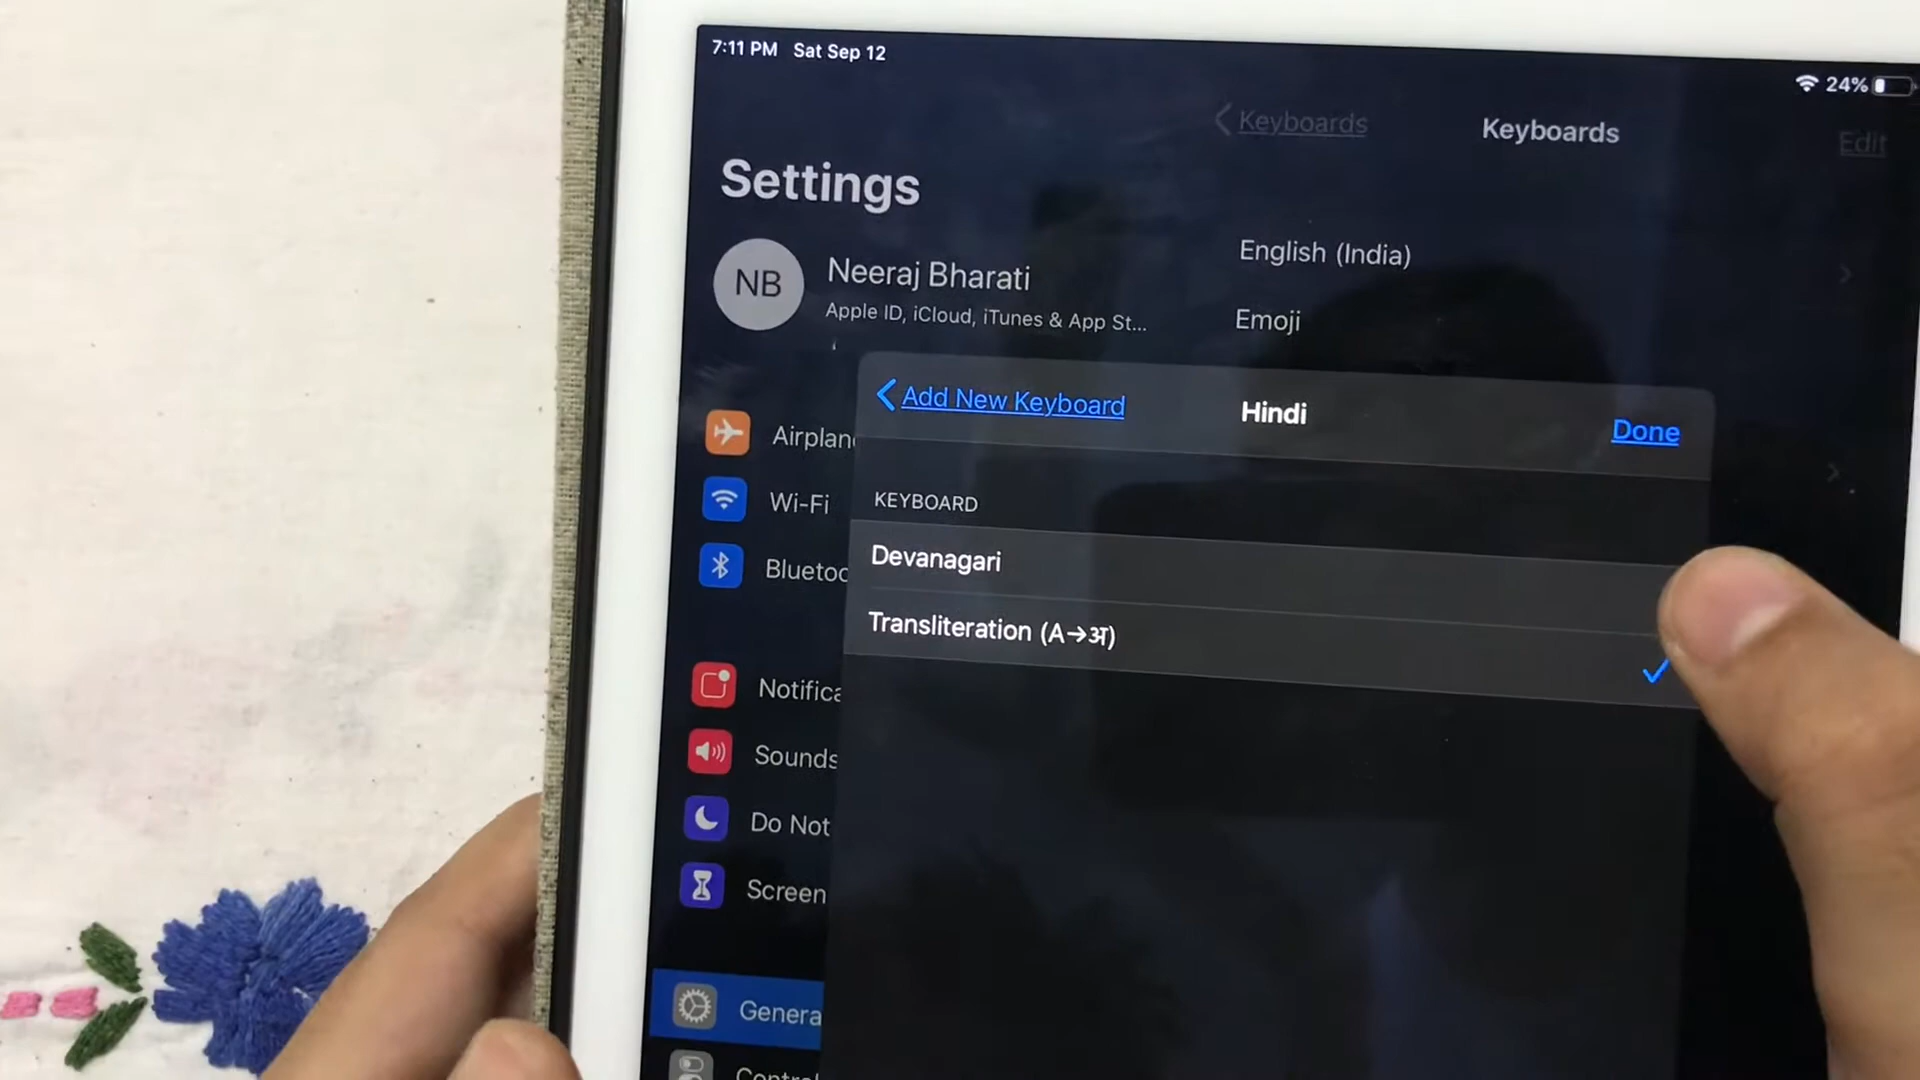 7:11 PM Sat Sep 12
24%
Keyboards
Keyboards
Edit
Settings
NB
Neeraj Bharati
Apple ID, iCloud, iTunes & App St...
English (India)
Emoji
Add New Keyboard
Hindi
Done
KEYBOARD
Devanagari
Transliteration (A→अ)
Airplan
Wi-Fi
Bluetoo
Notifica
Sounds
Do Not
Screen
Genera
Contro